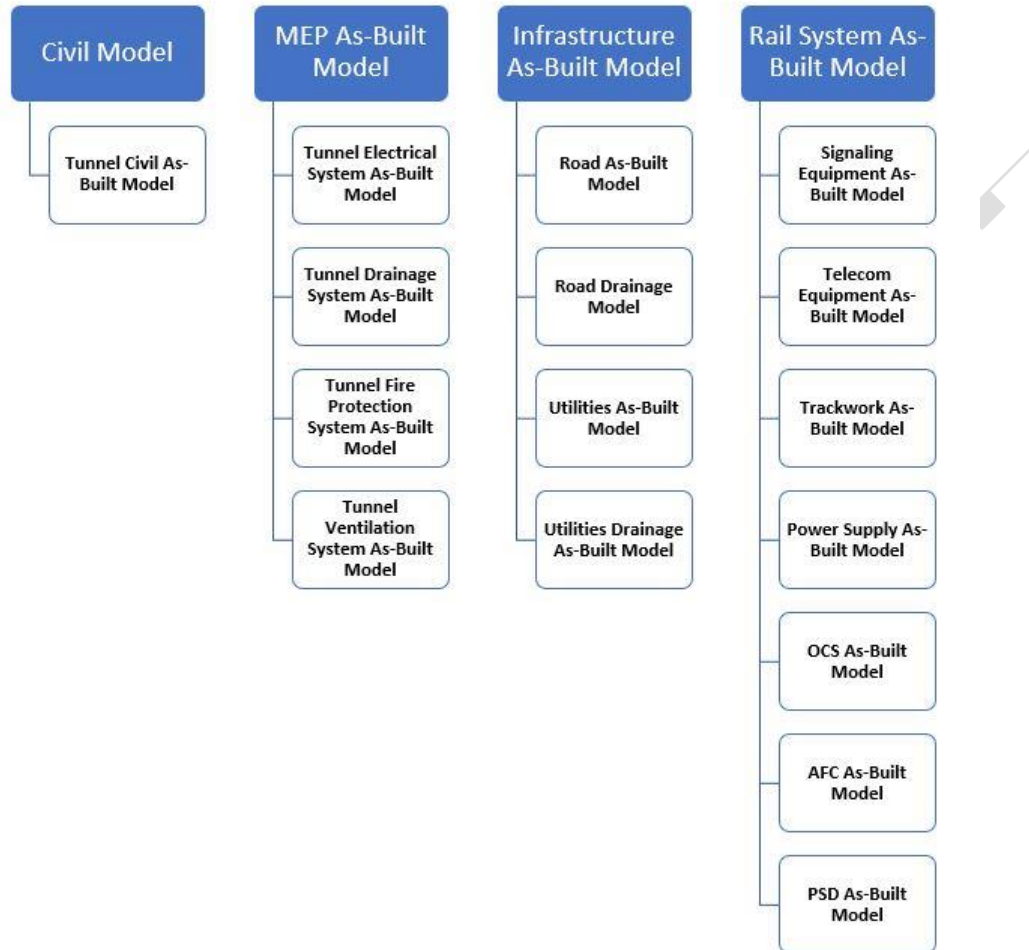 Civil Model
Tunnel Civil As-
Built Model
MEP As-Built
Model
Tunnel Electrical
System As-Built
Model
Tunnel Drainage
System As-Built
Model
Tunnel Fire
Protection
System As-Built
Model
Tunnel
Ventilation
System As-Built
Model
Infrastructure
As-Built Model
Road As-Built
Model
Road Drainage
Model
Utilities As-Built
Model
Utilities Drainage
As-Built Model
Rail System As-
Built Model
Signaling
Equipment As-
Built Model
Telecom
Equipment As-
Built Model
Trackwork As-
Built Model
Power Supply As-
Built Model
OCS As-Built
Model
AFC As-Built
Model
PSD As-Built
Model